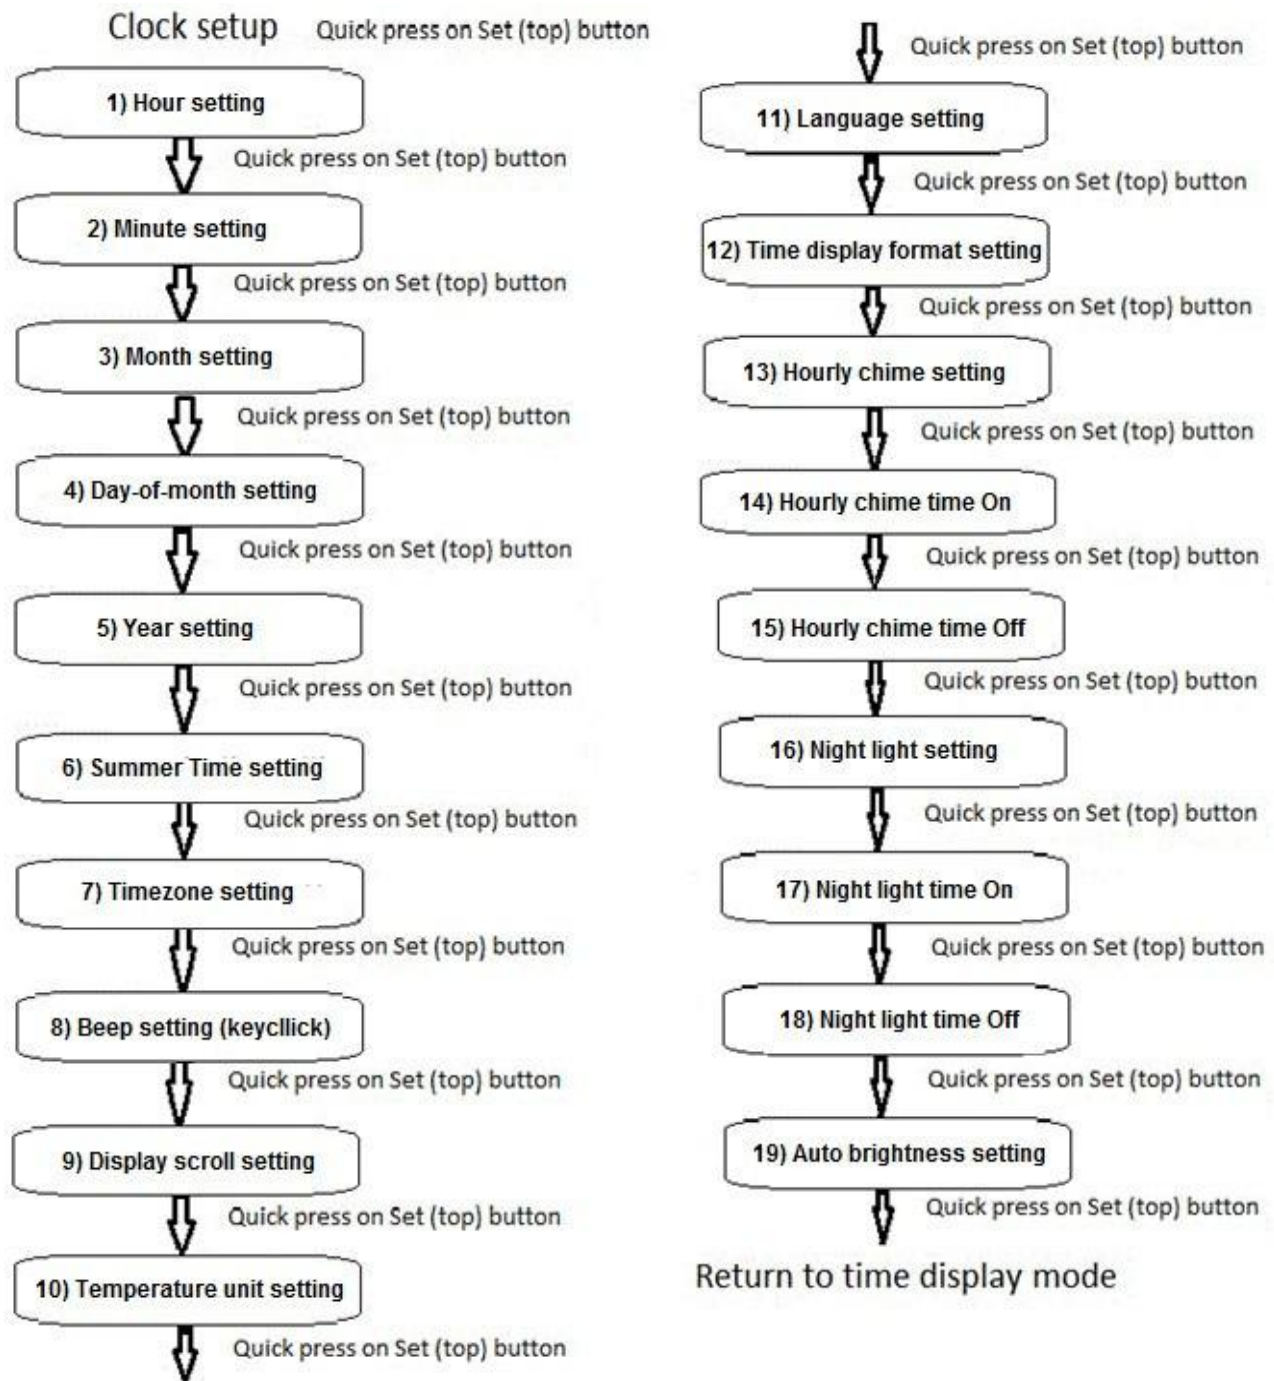 Clock setup Quick press on Set (top) button
1) Hour setting
Quick press on Set (top) button
2) Minute setting
Quick press on Set (top) button
3) Month setting
Quick press on Set (top) button
4) Day-of-month setting
Quick press on Set (top) button
5) Year setting
Quick press on Set (top) button
6) Summer Time setting
Quick press on Set (top) button
7) Timezone setting
Quick press on Set (top) button
8) Beep setting (keycllick)
Quick press on Set (top) button
9) Display scroll setting
Quick press on Set (top) button
10) Temperature unit setting
Quick press on Set (top) button
Quick press on Set (top) button
11) Language setting
Quick press on Set (top) button
12) Time display format setting
Quick press on Set (top) button
13) Hourly chime setting
Quick press on Set (top) button
14) Hourly chime time On
Quick press on Set (top) button
15) Hourly chime time Off
Quick press on Set (top) button
16) Night light setting
Quick press on Set (top) button
17) Night light time On
Quick press on Set (top) button
18) Night light time Off
Quick press on Set (top) button
19) Auto brightness setting
Quick press on Set (top) button
Return to time display mode